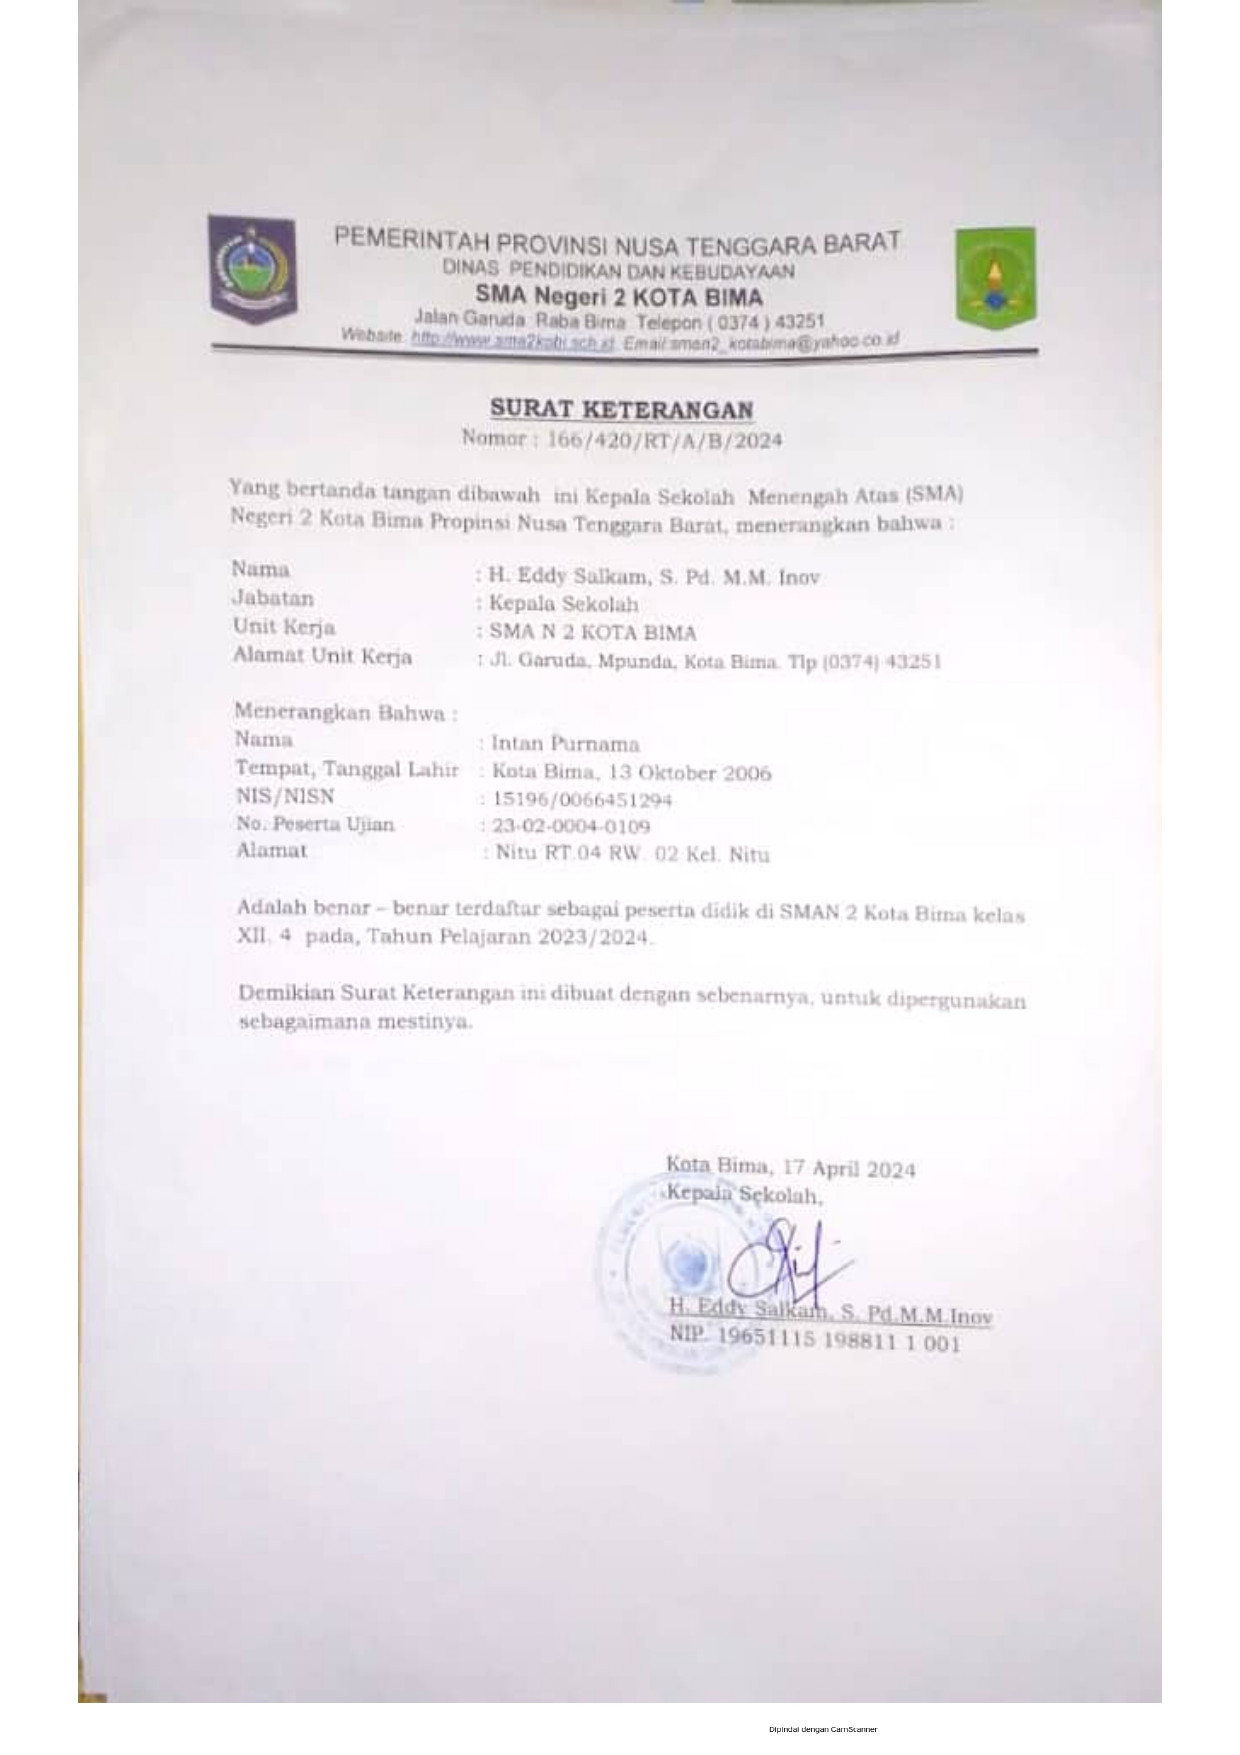 PEMERINTAH PROVINSI NUSA TENGGARA BARAT
DINAS PENDIDIKAN DAN KEBUDAYAAN
SMA Negeri 2 KOTA BIMA
Jalan Garuda Raba Bima Telepon ( 0374 ) 43251
Website: http://www.sma2kobi.sch.id Email:sman2_kotabima@yahoo.co.id
SURAT KETERANGAN
Nomor : 166/420/RT/A/B/2024
Yang bertanda tangan dibawah ini Kepala Sekolah Menengah Atas (SMA)
Negeri 2 Kota Bima Propinsi Nusa Tenggara Barat, menerangkan bahwa :
Nama : H. Eddy Salkam, S. Pd. M.M. Inov
Jabatan : Kepala Sekolah
Unit Kerja : SMA N 2 KOTA BIMA
Alamat Unit Kerja : Jl. Garuda, Mpunda, Kota Bima. Tlp (0374) 43251
Menerangkan Bahwa :
Nama : Intan Purnama
Tempat, Tanggal Lahir : Kota Bima, 13 Oktober 2006
NIS/NISN : 15196/0066451294
No. Peserta Ujian : 23-02-0004-0109
Alamat : Nitu RT.04 RW. 02 Kel. Nitu
Adalah benar – benar terdaftar sebagai peserta didik di SMAN 2 Kota Bima kelas
XII. 4 pada, Tahun Pelajaran 2023/2024.
Demikian Surat Keterangan ini dibuat dengan sebenarnya, untuk dipergunakan
sebagaimana mestinya.
Kota Bima, 17 April 2024
Kepala Sekolah,
H. Eddy Salkam, S. Pd.M.M.Inov
NIP. 19651115 198811 1 001
Dipindai dengan CamScanner